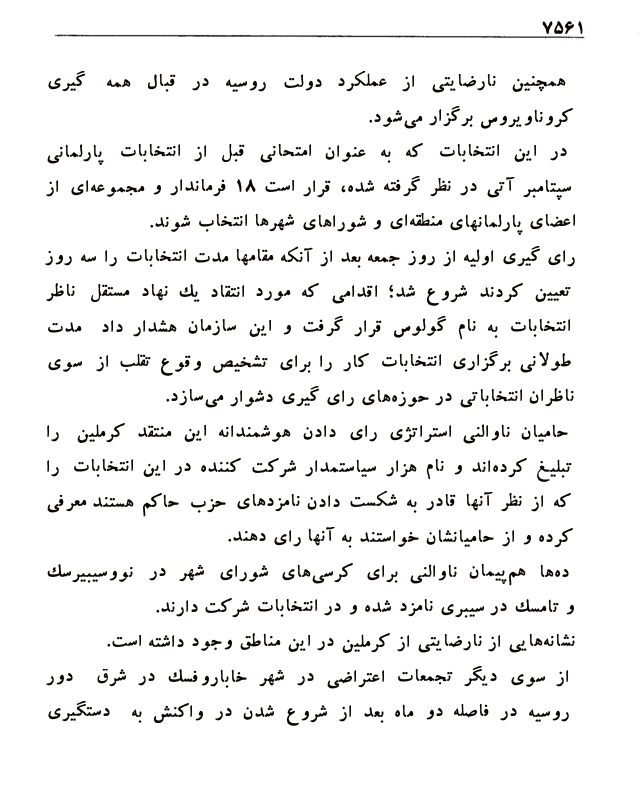 ۷۵۶۱
همچنین نارضایتی از عملکرد دولت روسیه در قبال همه گیری
کروناویروس برگزار می‌شود.
در این انتخابات که به عنوان امتحانی قبل از انتخابات پارلمانی
سپتامبر آتی در نظر گرفته شده، قرار است ۱۸ فرماندار و مجموعه‌ای از
اعضای پارلمانهای منطقه‌ای و شوراهای شهرها انتخاب شوند.
رای گیری اولیه از روز جمعه بعد از آنکه مقامها مدت انتخابات را سه روز
تعیین کردند شروع شد؛ اقدامی که مورد انتقاد یك نهاد مستقل ناظر
انتخابات به نام گولوس قرار گرفت و این سازمان هشدار داد مدت
طولانی برگزاری انتخابات کار را برای تشخیص وقوع تقلب از سوی
ناظران انتخاباتی در حوزه‌های رای گیری دشوار می‌سازد.
حامیان ناوالنی استراتژی رای دادن هوشمندانه این منتقد کرملین را
تبلیغ کرده‌اند و نام هزار سیاستمدار شرکت کننده در این انتخابات را
که از نظر آنها قادر به شکست دادن نامزدهای حزب حاکم هستند معرفی
کرده و از حامیانشان خواستند به آنها رای دهند.
ده‌ها هم‌پیمان ناوالنی برای کرسی‌های شورای شهر در نووسیبیرسك
و تامسك در سیبری نامزد شده و در انتخابات شرکت دارند.
نشانه‌هایی از نارضایتی از کرملین در این مناطق وجود داشته است.
از سوی دیگر تجمعات اعتراضی در شهر خاباروفسك در شرق دور
روسیه در فاصله دو ماه بعد از شروع شدن در واکنش به دستگیری